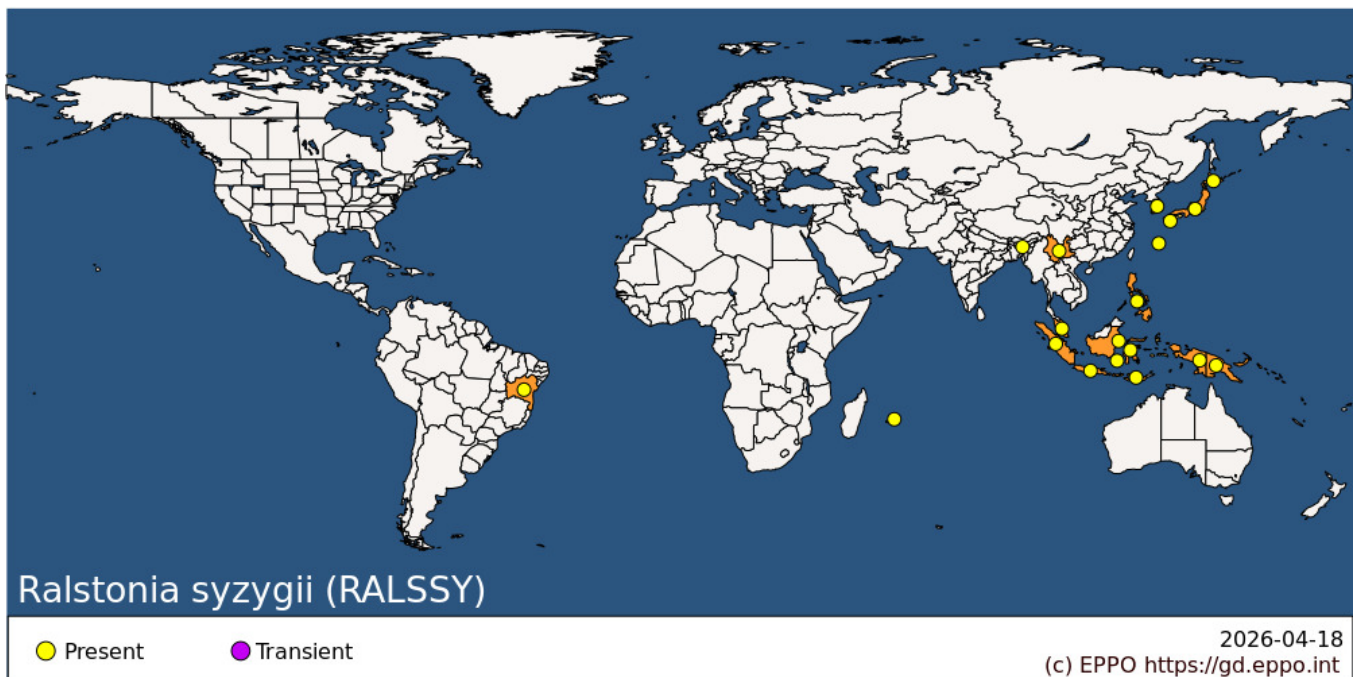 Ralstonia syzygii (RALSSY)
Present
Transient
2026-04-18
(c) EPPO https://gd.eppo.int